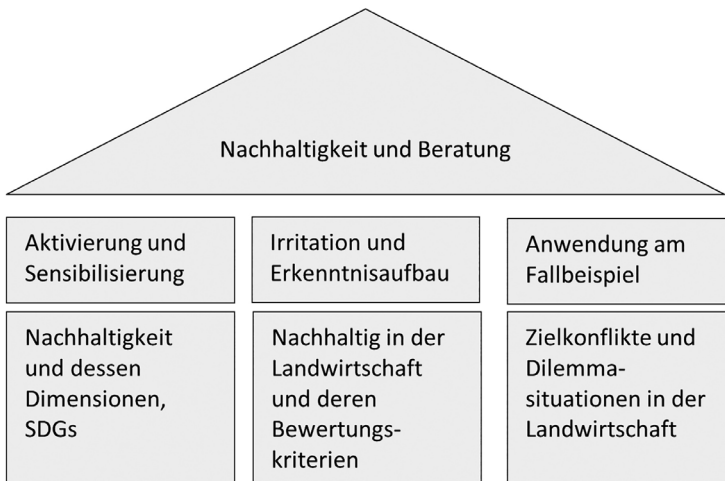 Nachhaltigkeit und Beratung
Aktivierung und
Sensibilisierung
Irritation und
Erkenntnisaufbau
Anwendung am
Fallbeispiel
Nachhaltigkeit
und dessen
Dimensionen,
SDGs
Nachhaltig in der
Landwirtschaft
und deren
Bewertungs-
kriterien
Zielkonflikte und
Dilemma-
situationen in der
Landwirtschaft